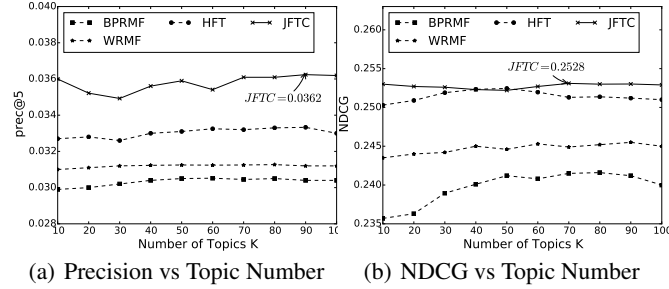 0.040
0.038
0.036
0.034
0.032
0.030
0.028
prec@5
BPRMF HFT JFTC
WRMF
JFTC=0.0362
10 20 30 40 50 60 70 80 90 100
Number of Topics K
(a) Precision vs Topic Number
0.260
0.255
0.250
0.245
0.240
0.235
NDCG
BPRMF HFT JFTC
WRMF
JFTC=0.2528
10 20 30 40 50 60 70 80 90 100
Number of Topics K
(b) NDCG vs Topic Number